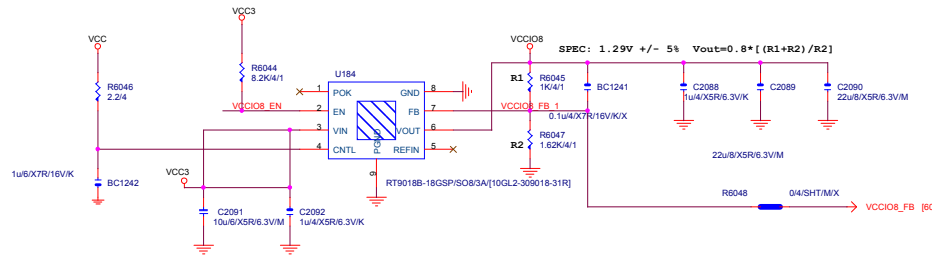 VCC3
VCC
VCCIO8
SPEC: 1.29V +/- 5% Vout=0.8*[(R1+R2)/R2]
R6044
8.2K/4/1
U184
R6046
2.2/4
R1
R6045
1K/4/1
BC1241
C2088
1u/4/X5R/6.3V/K
C2089
C2090
22u/8/X5R/6.3V/M
1
POK
GND
8
VCCIO8_EN
2
EN
FB
7
VCCIO8_FB_1
0.1u/4/X7R/16V/K/X
3
VIN
VOUT
6
4
CNTL
REFIN
5
PGND
9
R2
R6047
1.62K/4/1
22u/8/X5R/6.3V/M
1u/6/X7R/16V/K
BC1242
VCC3
RT9018B-18GSP/SO8/3A/[10GL2-309018-31R]
R6048
0/4/SHT/M/X
VCCIO8_FB [60
C2091
10u/6/X5R/6.3V/M
C2092
1u/4/X5R/6.3V/K